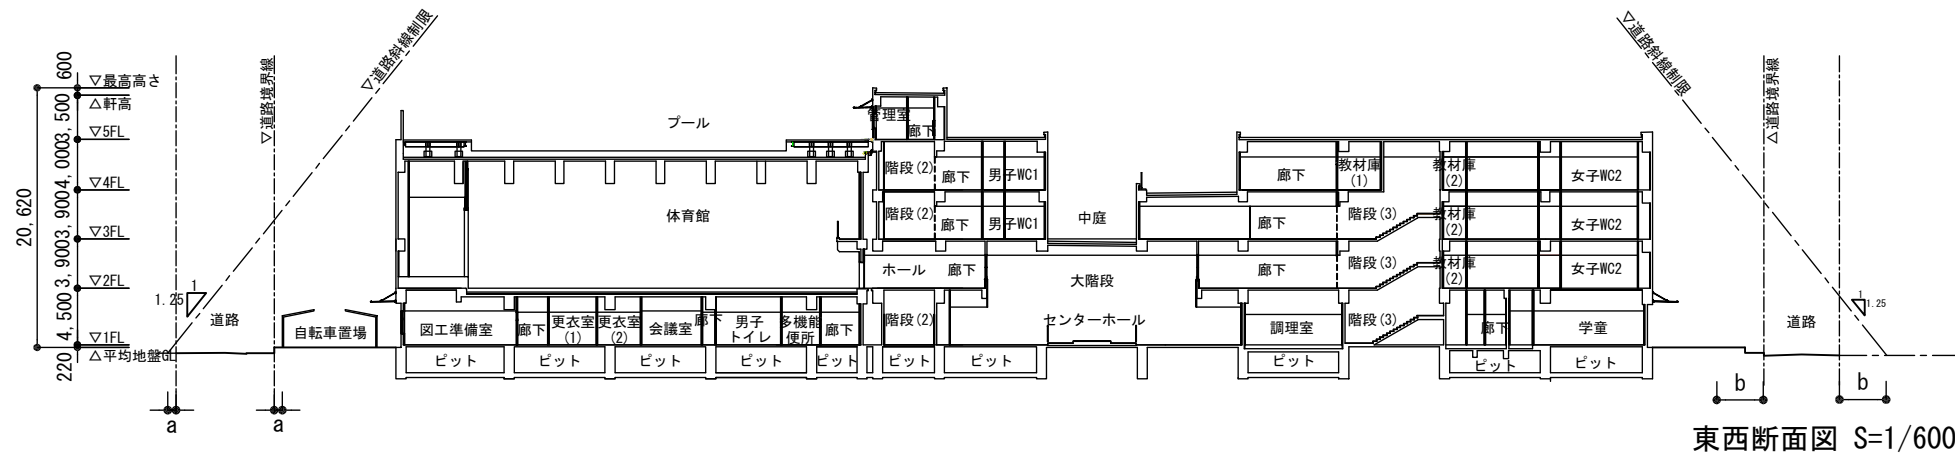 ▽道路斜線制限
▽道路境界線
600
▽最高高さ
△軒高
3,500
▽5FL
4,000
▽4FL
3,900
▽3FL
3,900
▽2FL
4,500
▽1FL
△平均地盤GL
220
20,620
1
1.25
道路
自転車置場
a
a
プール
体育館
管理室
廊下
階段(2)
廊下
男子WC1
階段(2)
廊下
男子WC1
中庭
廊下
教材庫
(1)
教材庫
(2)
女子WC2
廊下
階段(3)
教材庫
(2)
女子WC2
ホール
廊下
大階段
廊下
階段(3)
教材庫
(2)
女子WC2
図工準備室
廊下
更衣室
(1)
更衣室
(2)
会議室
廊下
男子
トイレ
多機能
便所
廊下
階段(2)
センターホール
調理室
階段(3)
廊下
学童
ピット
ピット
ピット
ピット
ピット
ピット
ピット
ピット
ピット
ピット
▽道路斜線制限
△道路境界線
1
1.25
道路
b
b
東西断面図 S=1/600